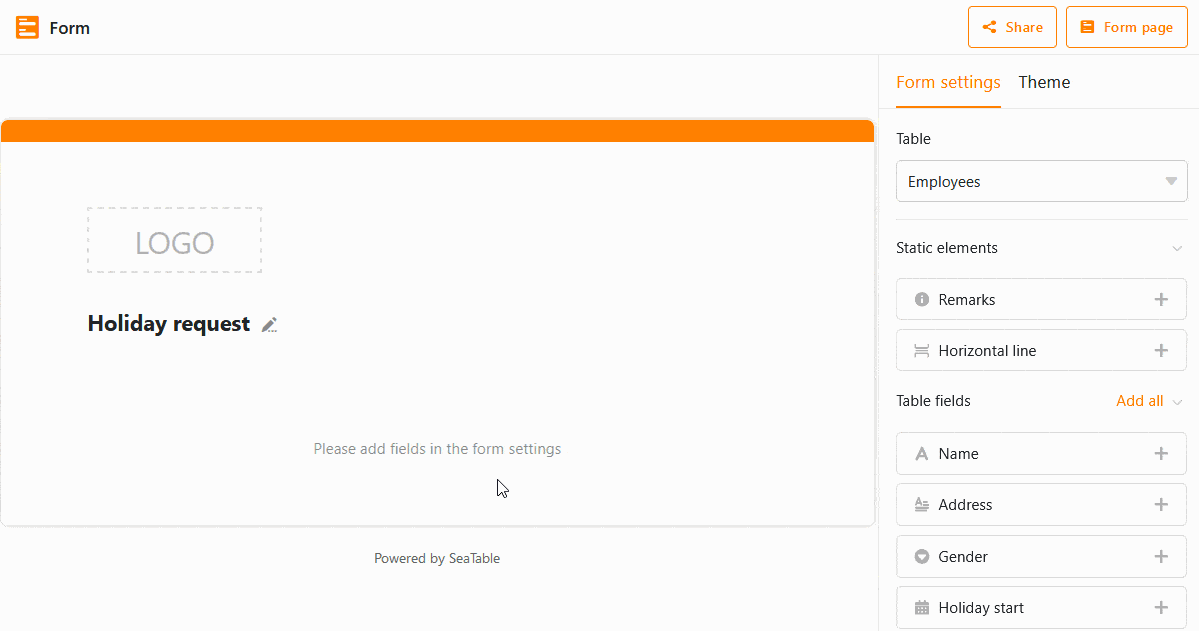 Form
Share
Form page
Form settings
Theme
Table
Employees
LOGO
Holiday request
Please add fields in the form settings
Powered by SeaTable
Static elements
Remarks
Horizontal line
Table fields
Add all
Name
Address
Gender
Holiday start